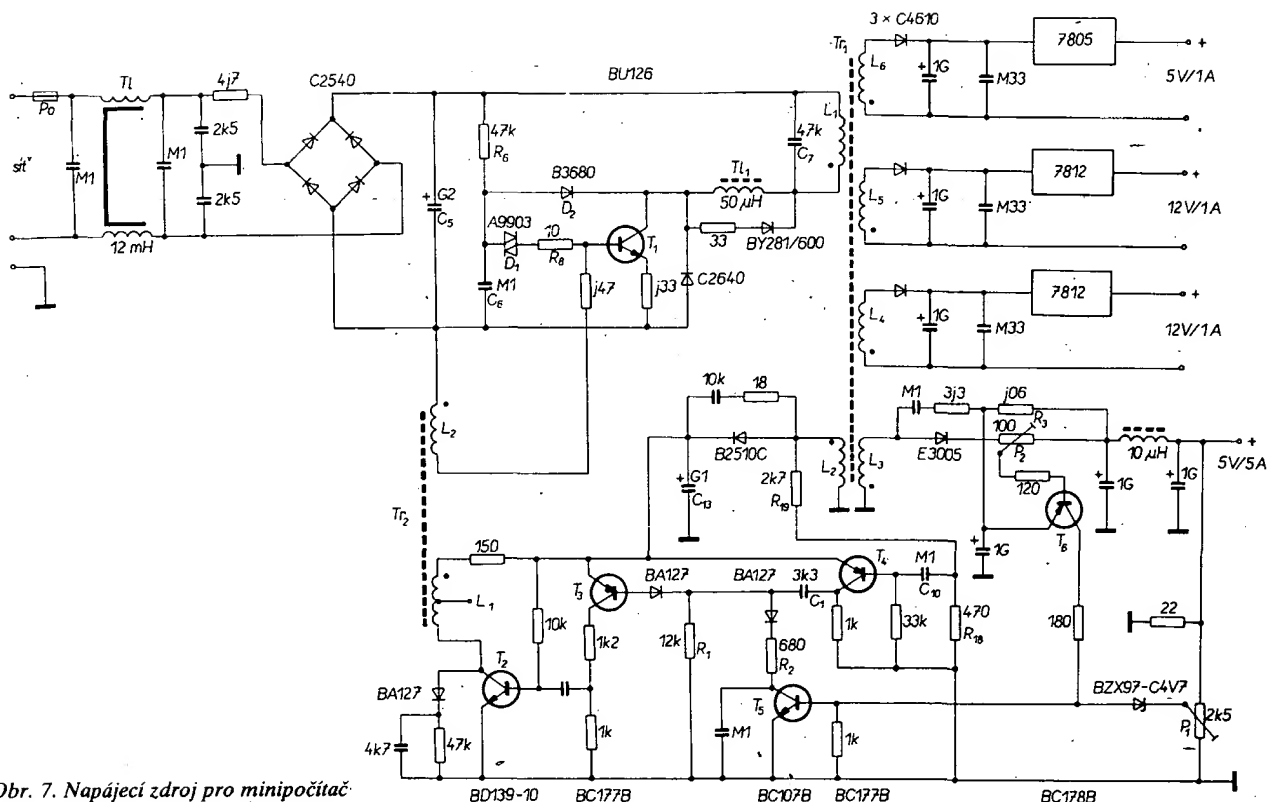 3 × C4610
Tr1
L6
1G
M33
7805
5V/1A
L5
1G
M33
7812
12V/1A
L4
1G
M33
7812
12V/1A
síť
Po
M1
Tl
12 mH
M1
4j7
2k5
2k5
C2540
BU126
G2
C5
47k
R6
B3680
D2
A9903
D1
10
R8
M1
C6
T1
j47
j33
C2640
Tl1
50 µH
33
BY281/600
47k
C7
L1
L2
Tr2
L1
150
10k
18
B2510C
G1
C13
2k7
R19
L2
L3
M1
3j3
j06
R3
E3005
100
P2
120
T6
1G
1G
10 µH
1G
5V/5A
22
180
BZX97-C4V7
P1
2k5
T3
BA127
12k
R1
BA127
680
R2
3k3
C1
T4
M1
C10
1k
33k
470
R18
10k
1k2
1k
T2
BA127
4k7
47k
M1
T5
1k
BD139-10
BC177B
BC107B
BC177B
BC178B
Obr. 7. Napájecí zdroj pro minipočítač